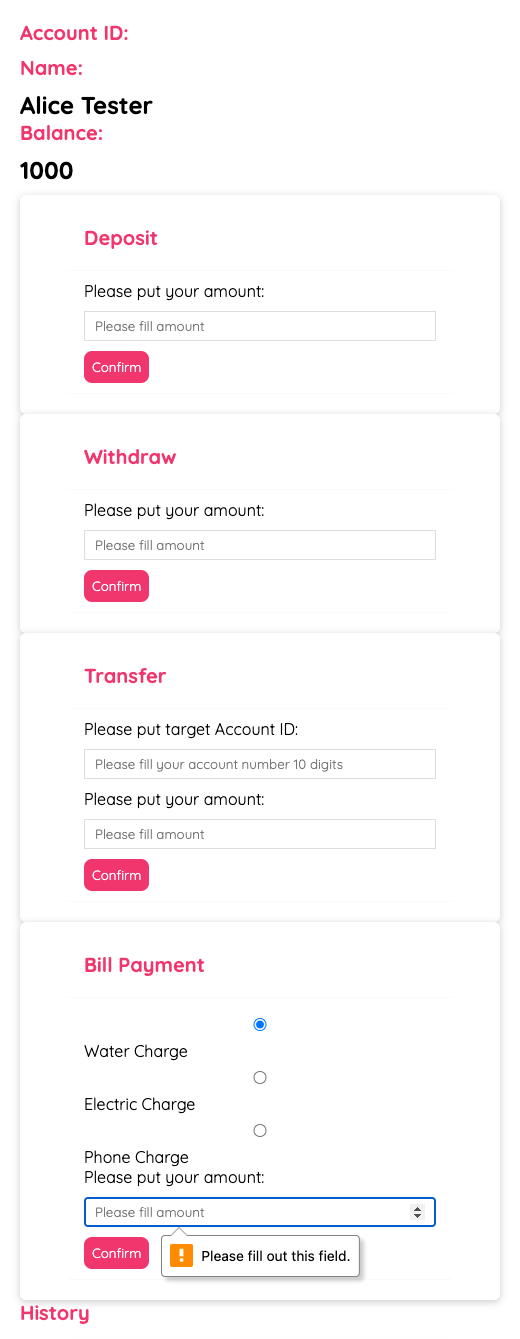 Account ID:
Name:
Alice Tester
Balance:
1000
Deposit
Please put your amount:
Please fill amount
Confirm
Withdraw
Please put your amount:
Please fill amount
Confirm
Transfer
Please put target Account ID:
Please fill your account number 10 digits
Please put your amount:
Please fill amount
Confirm
Bill Payment
Water Charge
Electric Charge
Phone Charge
Please put your amount:
Please fill amount
Confirm
Please fill out this field.
History